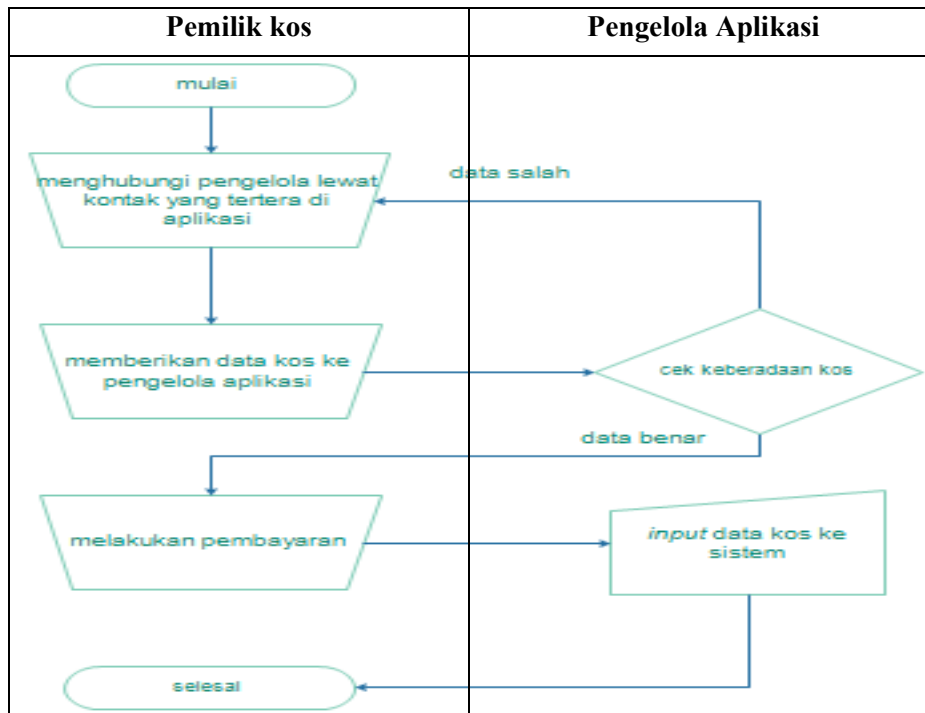 Pemilik kos
Pengelola Aplikasi
mulai
menghubungi pengelola lewat
kontak yang tertera di
aplikasi
data salah
memberikan data kos ke
pengelola aplikasi
cek keberadaan kos
data benar
melakukan pembayaran
input data kos ke
sistem
selesai